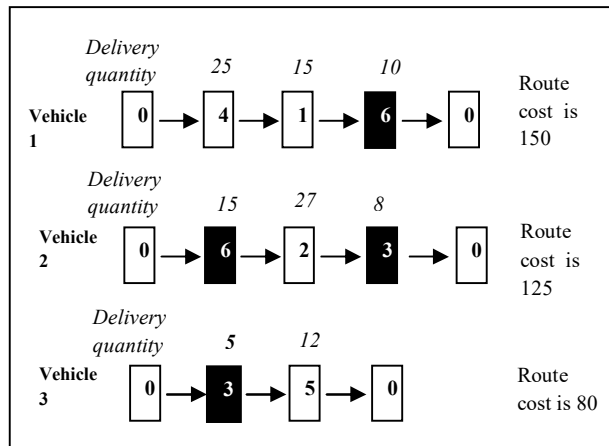 Delivery
quantity 25 15 10
Vehicle
1
0 4 1 6 0
Route
cost is
150
Delivery
quantity 15 27 8
Vehicle
2
0 6 2 3 0
Route
cost is
125
Delivery
quantity 5 12
Vehicle
3
0 3 5 0
Route
cost is 80